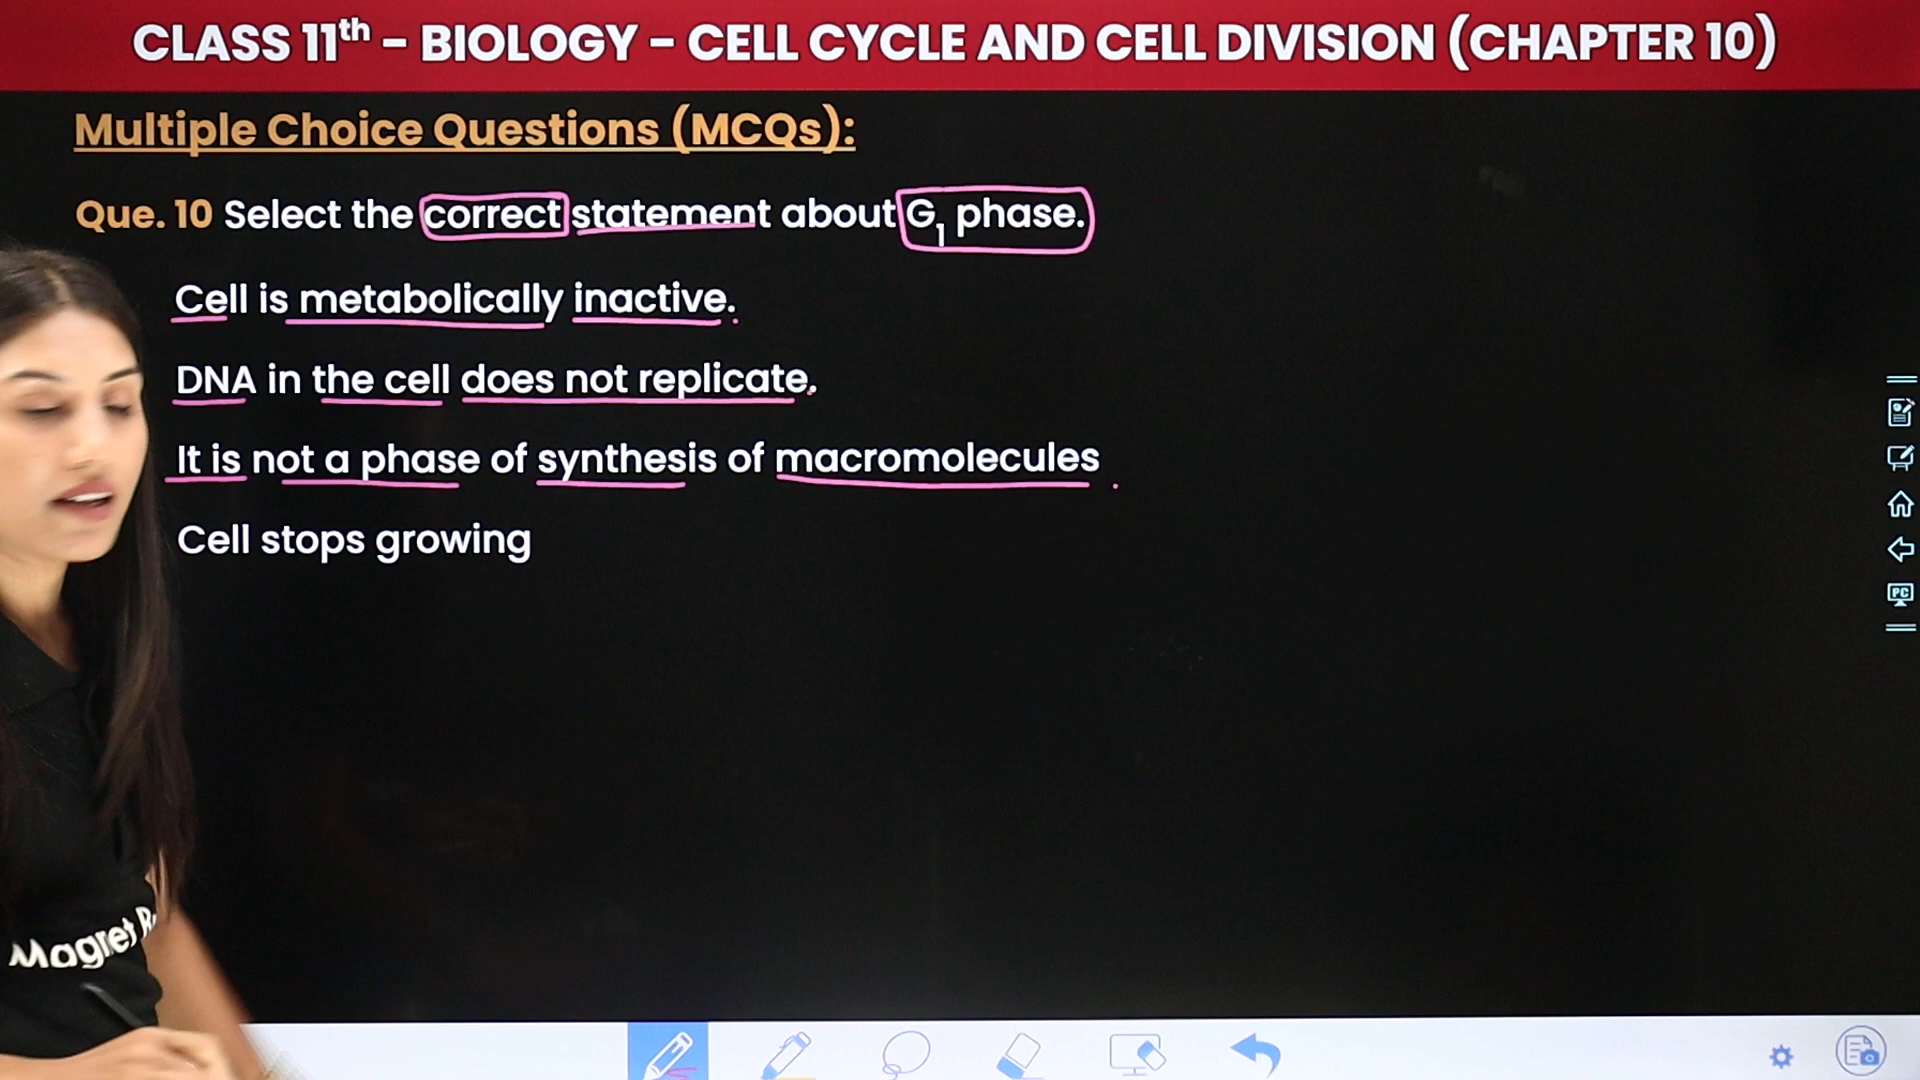 CLASS 11th - BIOLOGY - CELL CYCLE AND CELL DIVISION (CHAPTER 10)
Multiple Choice Questions (MCQs):
Que. 10 Select the correct statement about G1 phase.
Cell is metabolically inactive.
DNA in the cell does not replicate.
It is not a phase of synthesis of macromolecules
Cell stops growing
Magnet
PC